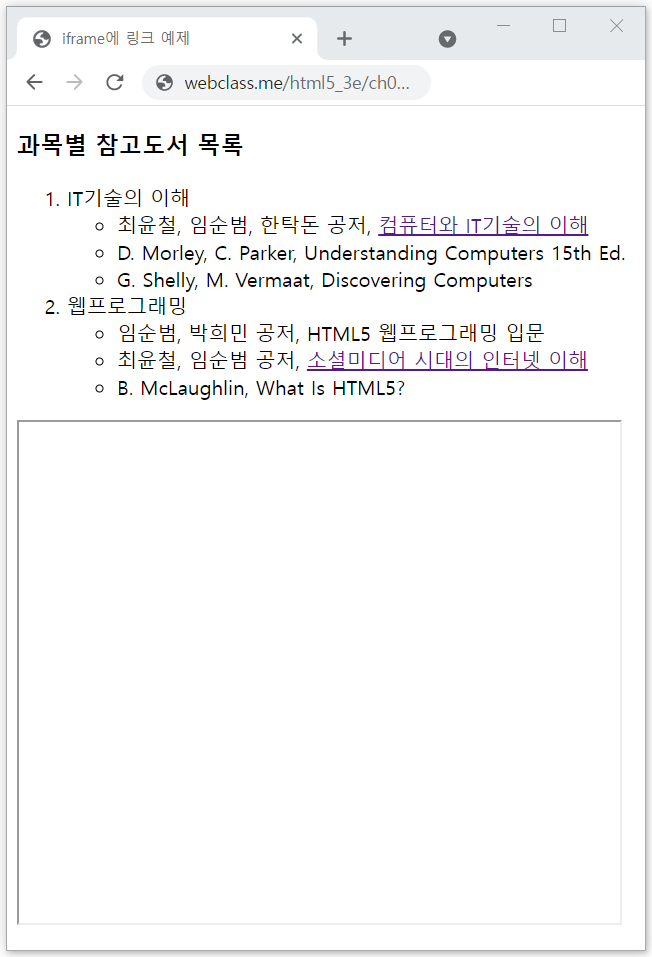 iframe에 링크 예제
webclass.me/html5_3e/ch0...
과목별 참고도서 목록
1. IT기술의 이해
최윤철, 임순범, 한탁돈 공저, 컴퓨터와 IT기술의 이해
D. Morley, C. Parker, Understanding Computers 15th Ed.
G. Shelly, M. Vermaat, Discovering Computers
2. 웹프로그래밍
임순범, 박희민 공저, HTML5 웹프로그래밍 입문
최윤철, 임순범 공저, 소셜미디어 시대의 인터넷 이해
B. McLaughlin, What Is HTML5?